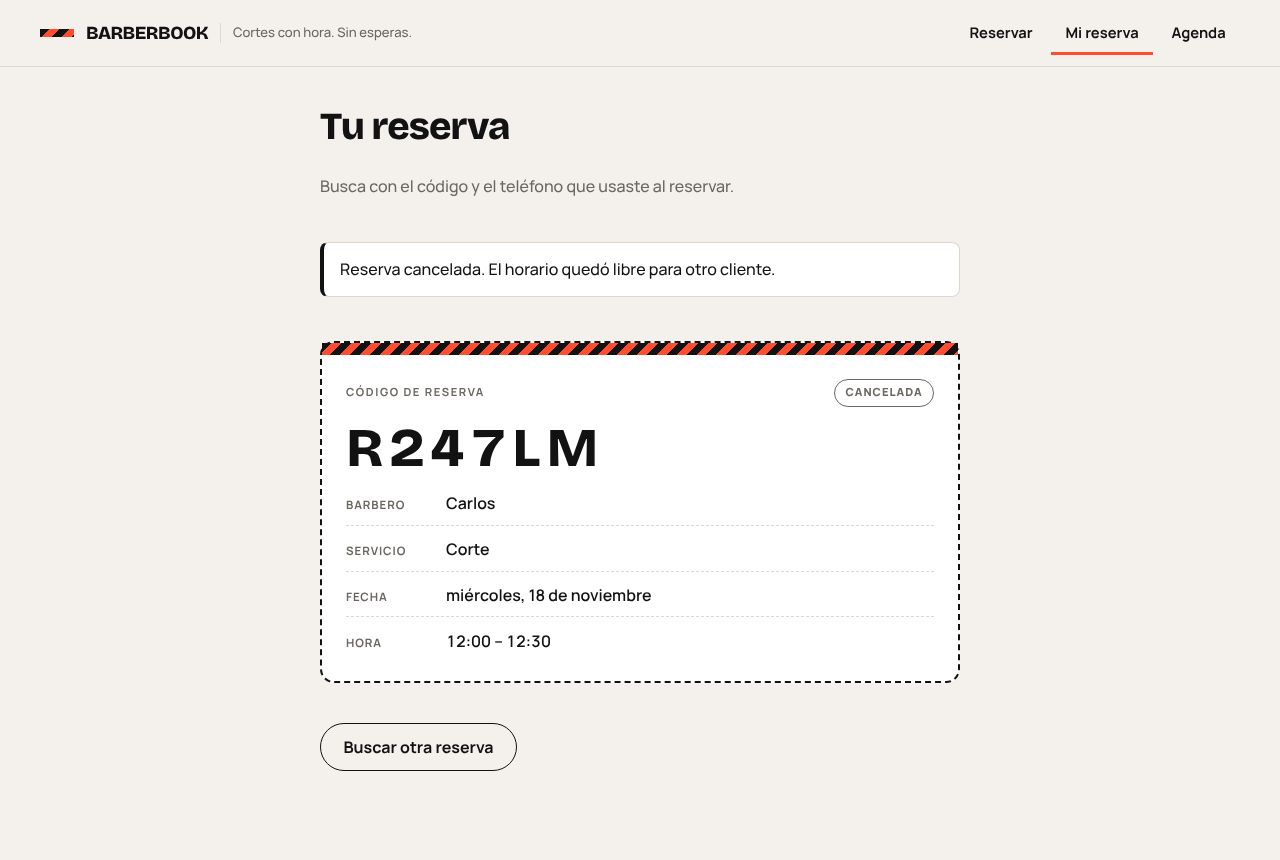 BARBERBOOK
Cortes con hora. Sin esperas.
Reservar
Mi reserva
Agenda
Tu reserva
Busca con el código y el teléfono que usaste al reservar.
Reserva cancelada. El horario quedó libre para otro cliente.
CÓDIGO DE RESERVA
CANCELADA
R247LM
BARBERO Carlos
SERVICIO Corte
FECHA miércoles, 18 de noviembre
HORA 12:00 – 12:30
Buscar otra reserva